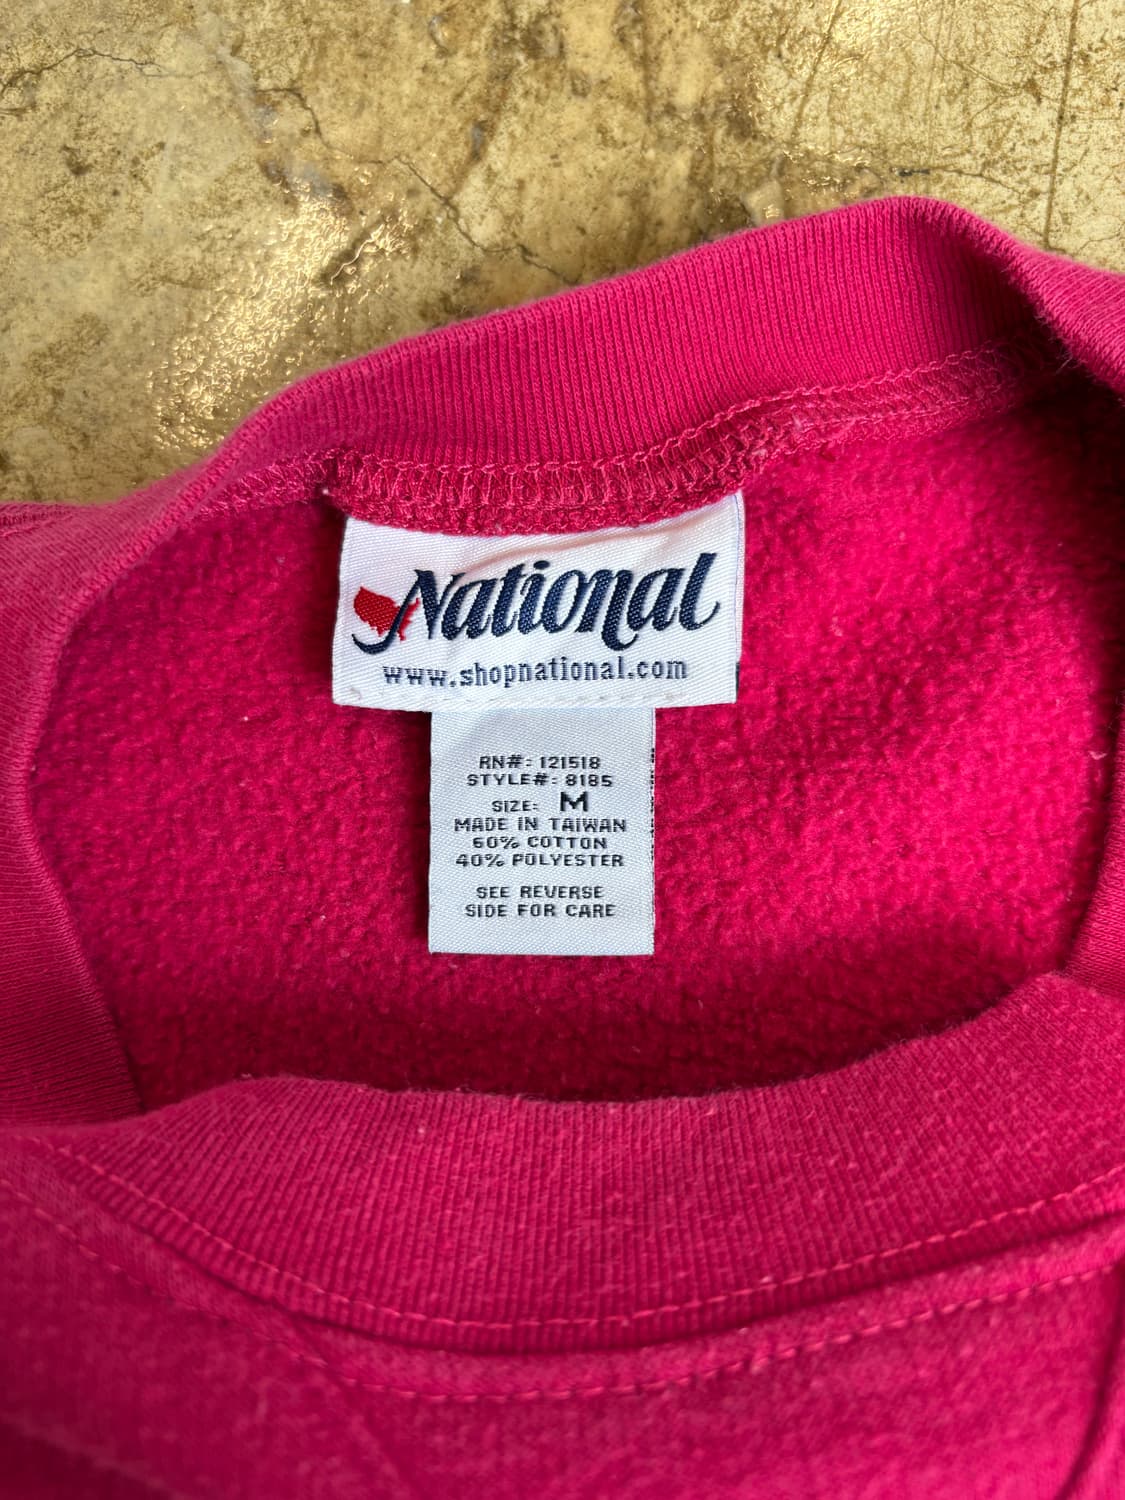 National
www.shopnational.com
RN#: 121518
STYLE#: 8185
SIZE: M
MADE IN TAIWAN
60% COTTON
40% POLYESTER
SEE REVERSE
SIDE FOR CARE